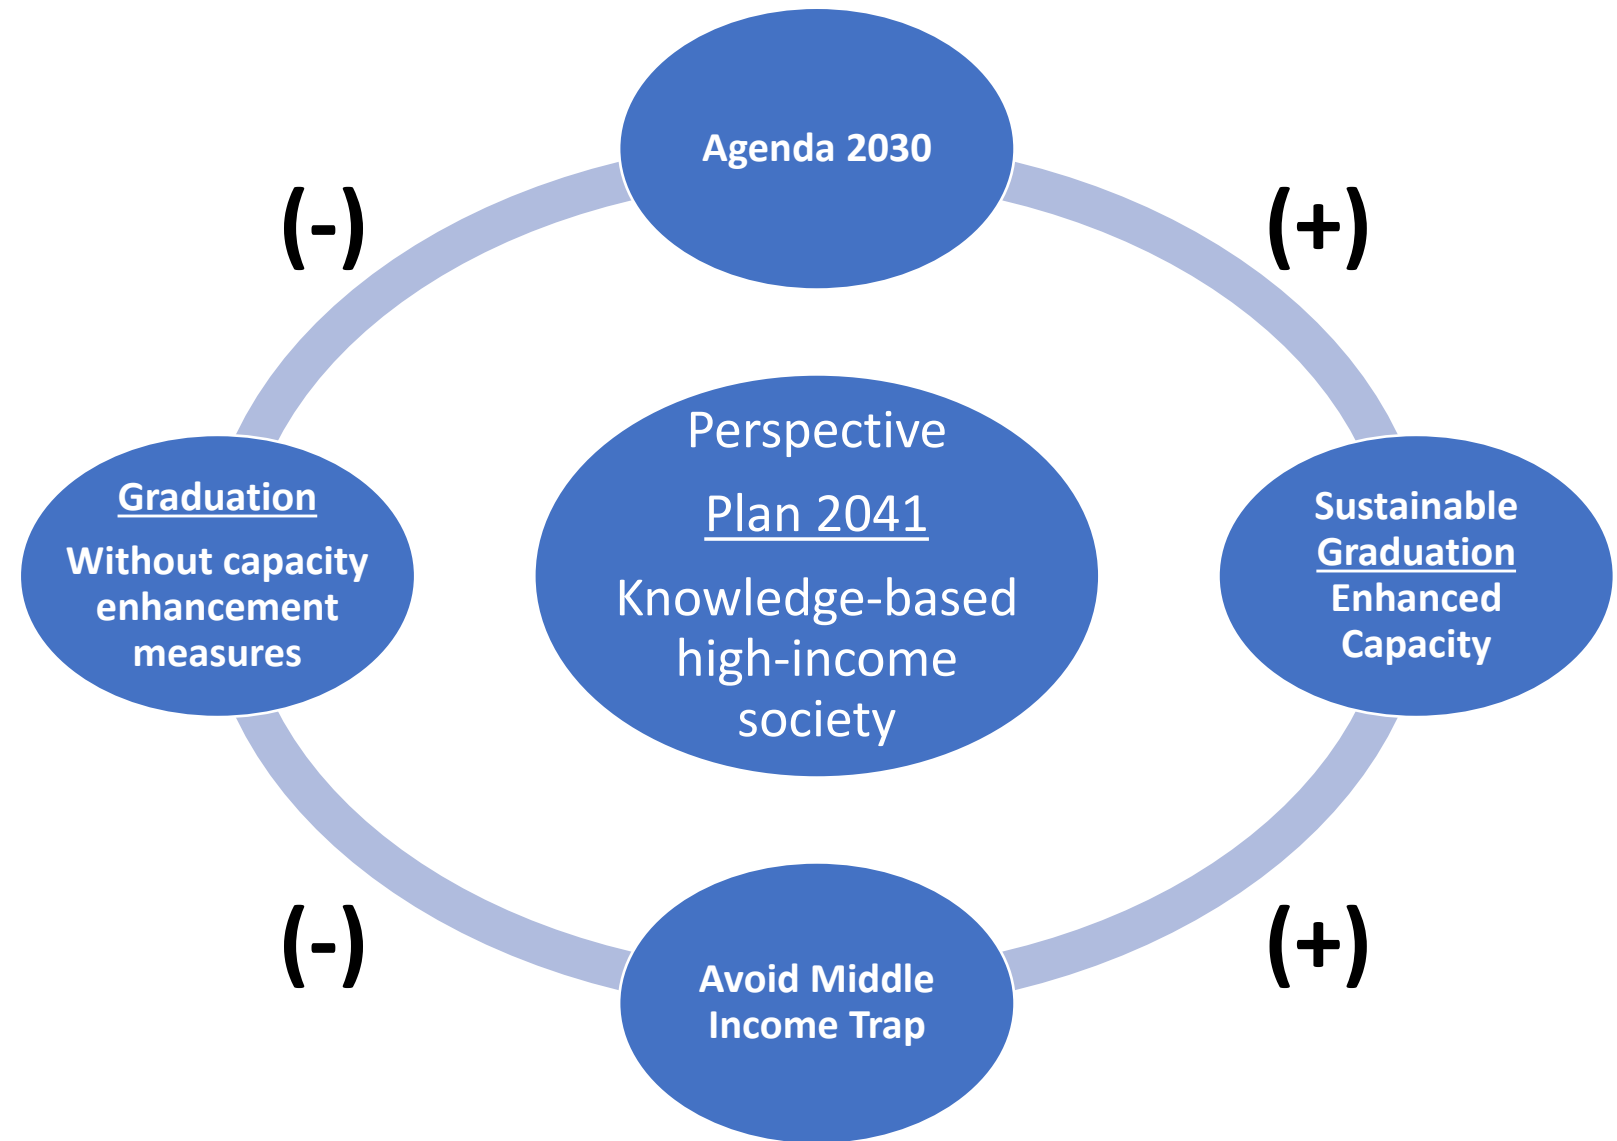 Agenda 2030
(-)
(+)
Perspective
Plan 2041
Knowledge-based
high-income
society
Graduation
Without capacity
enhancement
measures
Sustainable
Graduation
Enhanced
Capacity
(-)
(+)
Avoid Middle
Income Trap